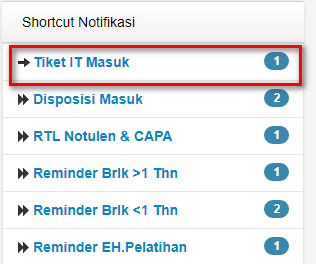 Shortcut Notifikasi
Tiket IT Masuk 1
Disposisi Masuk 2
RTL Notulen & CAPA 1
Reminder Brlk >1 Thn 1
Reminder Brlk <1 Thn 2
Reminder EH.Pelatihan 1